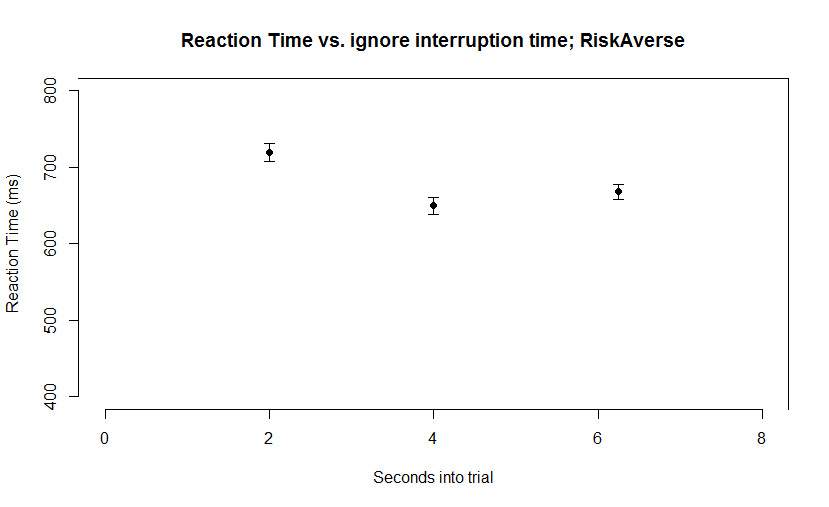 Reaction Time vs. ignore interruption time; RiskAverse
Reaction Time (ms)
800
700
600
500
400
0 2 4 6 8
Seconds into trial